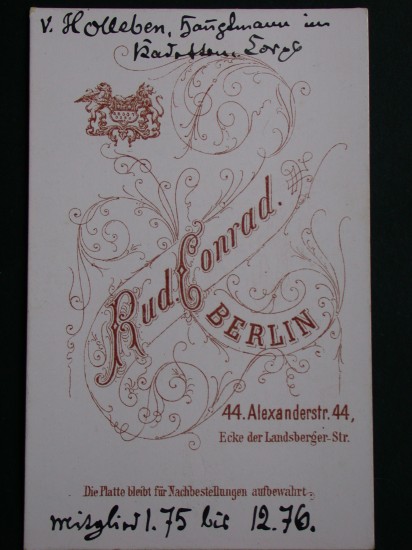 v. Holleben, Hauptmann im
Kadetten Corps
Rud. Conrad.
BERLIN
44. Alexanderstr. 44,
Ecke der Landsberger-Str.
Die Platte bleibt für Nachbestellungen aufbewahrt.
Mitglied 1.75 bis 12.76.